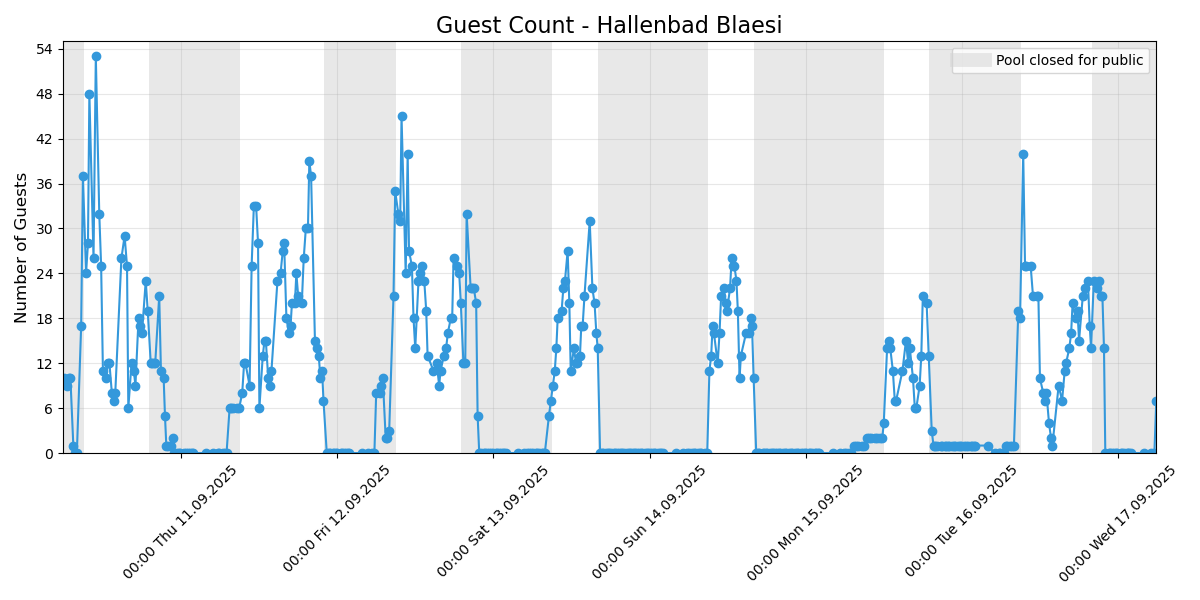 Guest Count - Hallenbad Blaesi
Pool closed for public
Number of Guests
54
48
42
36
30
24
18
12
6
0
00:00 Thu 11.09.2025
00:00 Fri 12.09.2025
00:00 Sat 13.09.2025
00:00 Sun 14.09.2025
00:00 Mon 15.09.2025
00:00 Tue 16.09.2025
00:00 Wed 17.09.2025